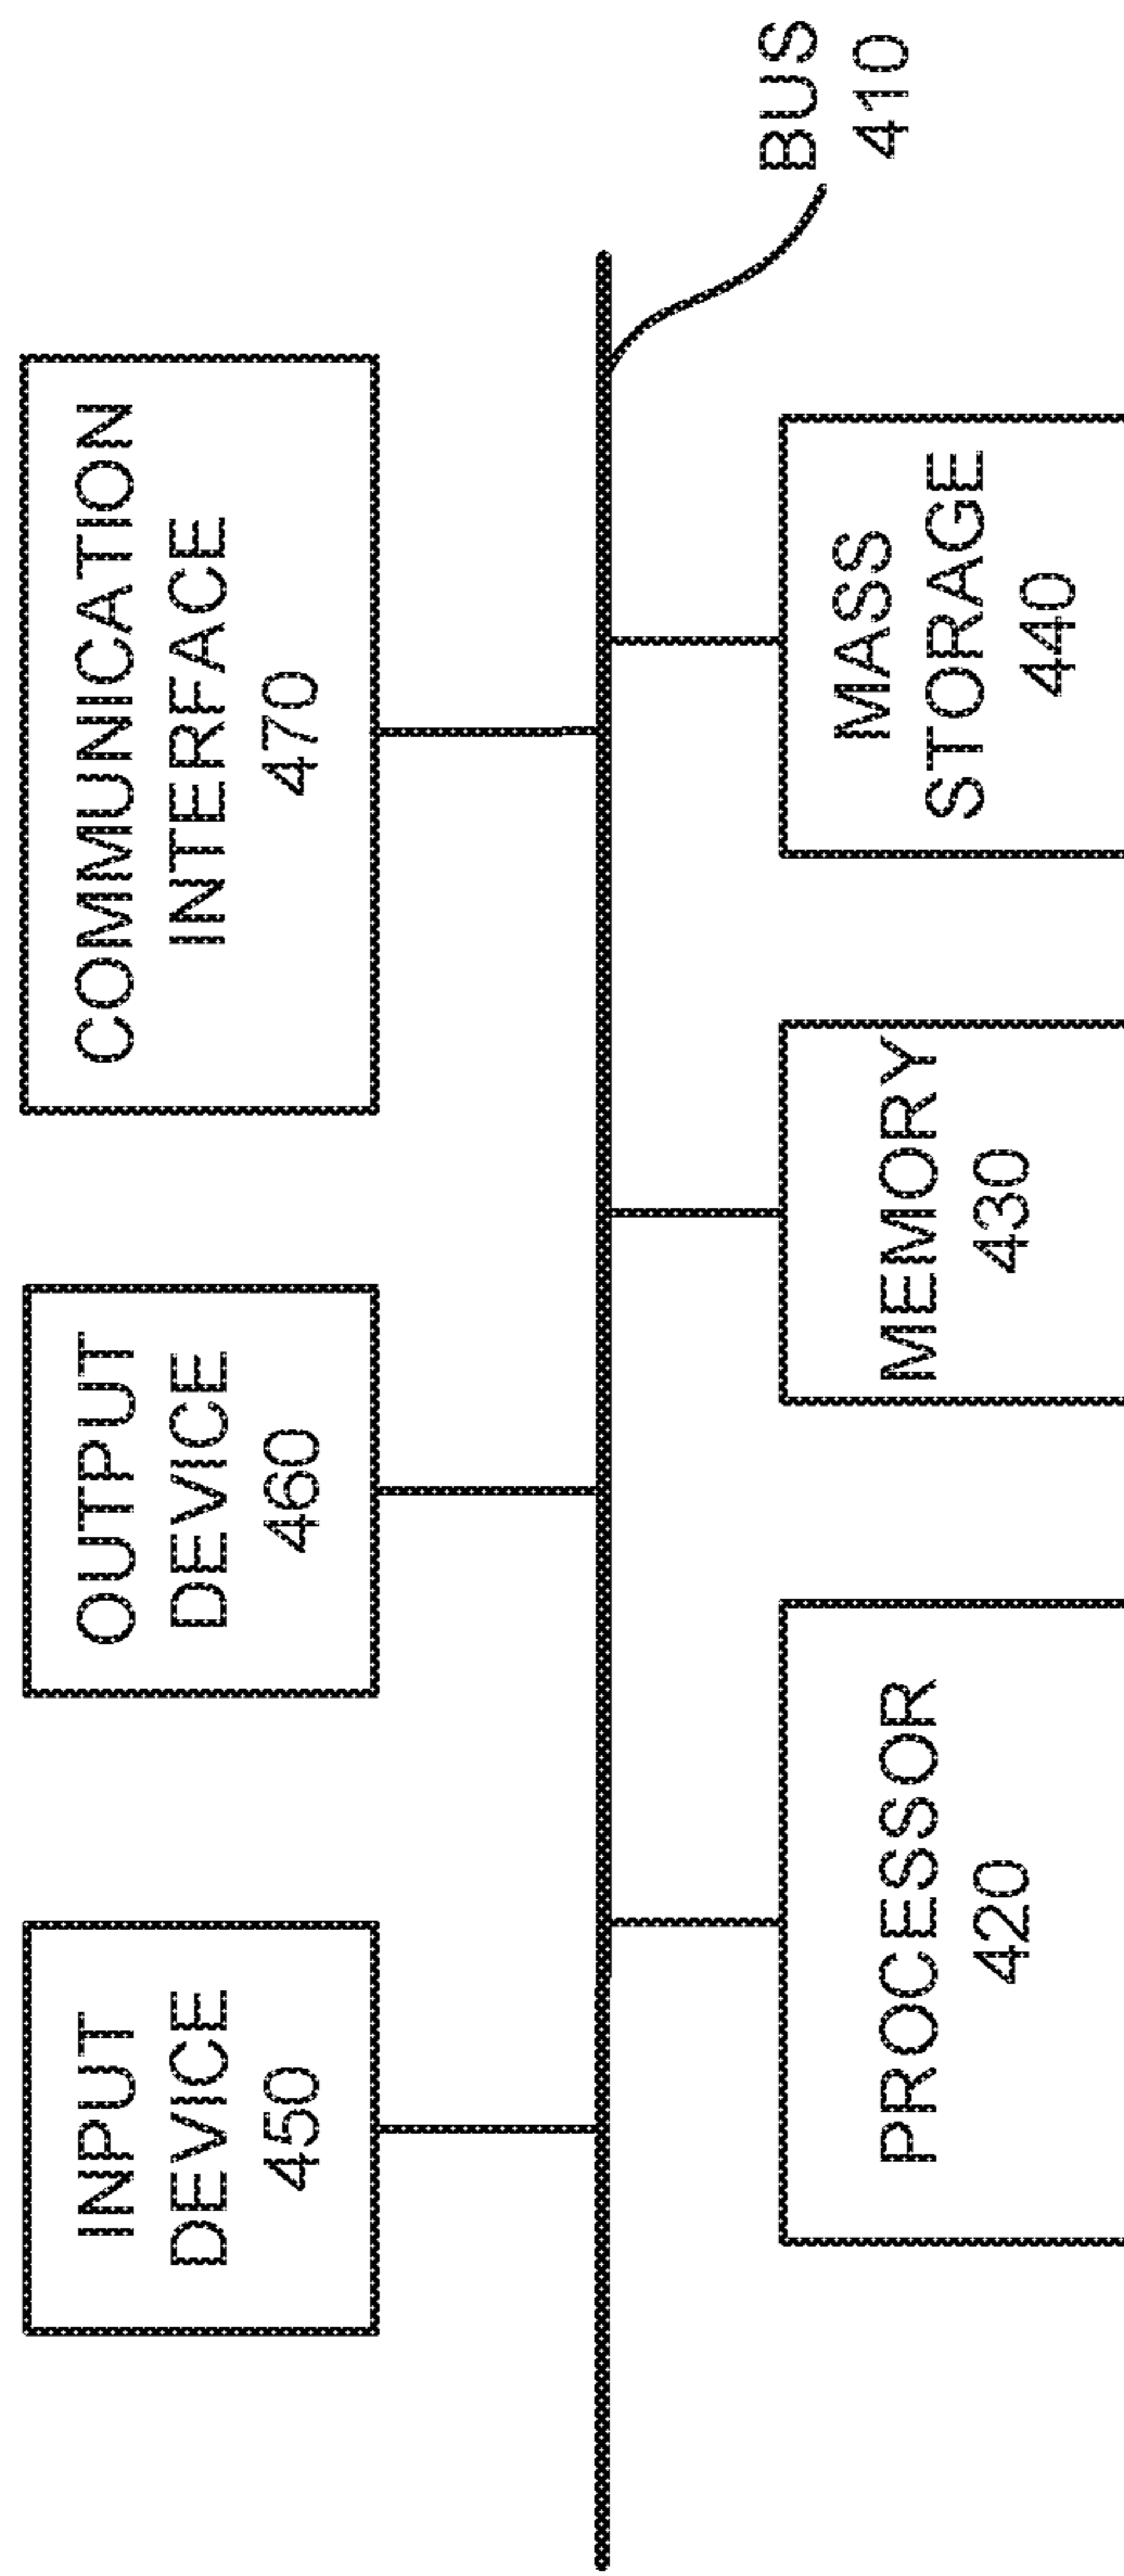 INPUT
DEVICE
450
OUTPUT
DEVICE
460
COMMUNICATION
INTERFACE
470
BUS
410
PROCESSOR
420
MEMORY
430
MASS
STORAGE
440